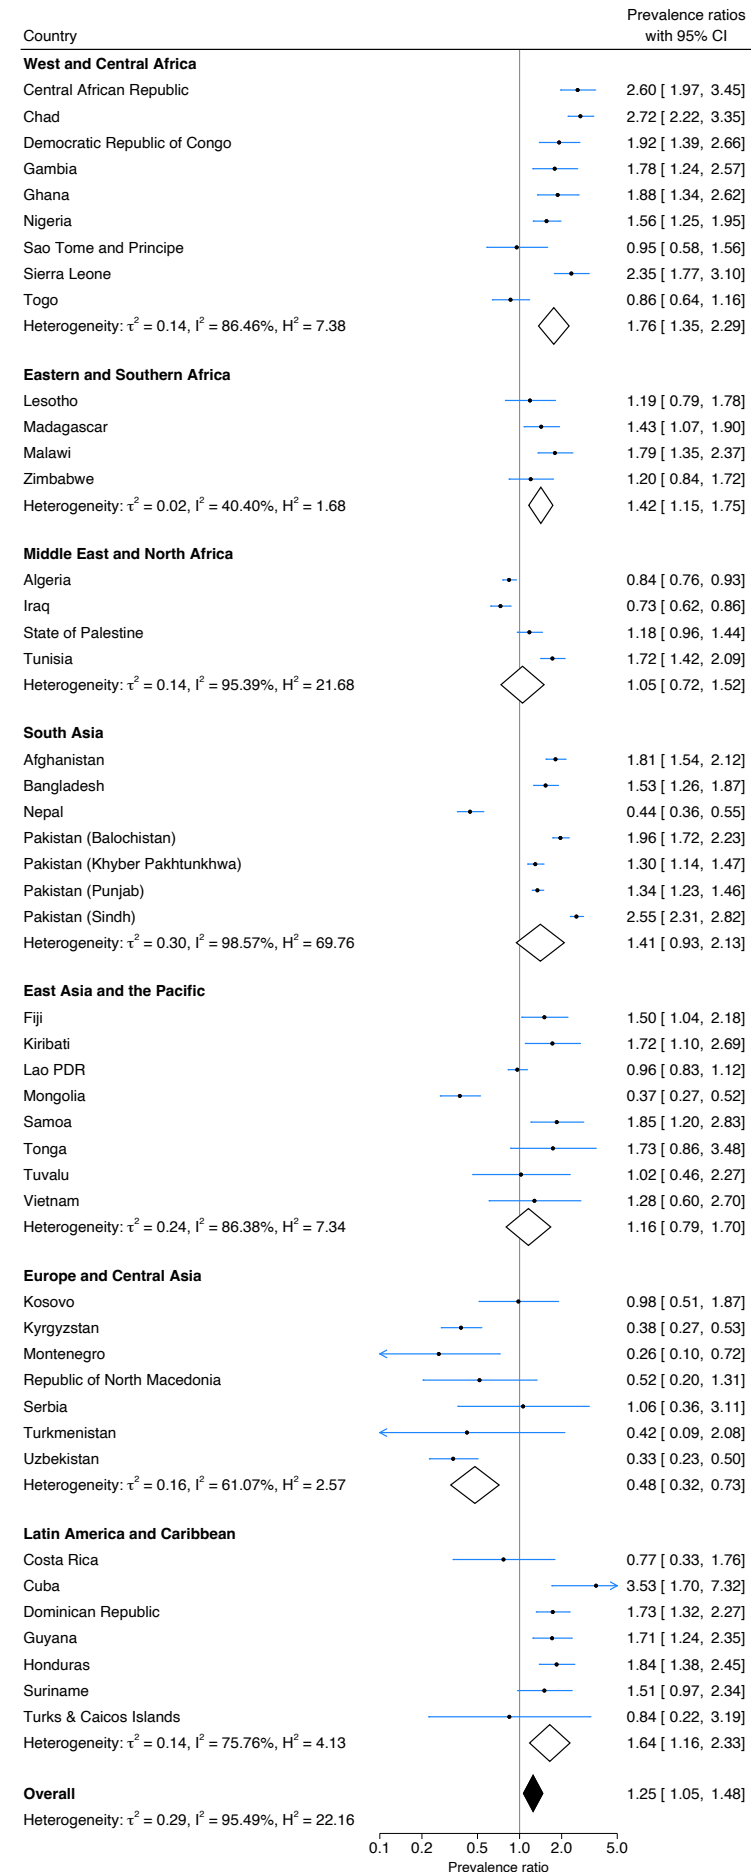 Prevalence ratios
Country with 95% CI
West and Central Africa
Central African Republic 2.60 [ 1.97, 3.45]
Chad 2.72 [ 2.22, 3.35]
Democratic Republic of Congo 1.92 [ 1.39, 2.66]
Gambia 1.78 [ 1.24, 2.57]
Ghana 1.88 [ 1.34, 2.62]
Nigeria 1.56 [ 1.25, 1.95]
Sao Tome and Principe 0.95 [ 0.58, 1.56]
Sierra Leone 2.35 [ 1.77, 3.10]
Togo 0.86 [ 0.64, 1.16]
Heterogeneity: τ² = 0.14, I² = 86.46%, H² = 7.38 1.76 [ 1.35, 2.29]
Eastern and Southern Africa
Lesotho 1.19 [ 0.79, 1.78]
Madagascar 1.43 [ 1.07, 1.90]
Malawi 1.79 [ 1.35, 2.37]
Zimbabwe 1.20 [ 0.84, 1.72]
Heterogeneity: τ² = 0.02, I² = 40.40%, H² = 1.68 1.42 [ 1.15, 1.75]
Middle East and North Africa
Algeria 0.84 [ 0.76, 0.93]
Iraq 0.73 [ 0.62, 0.86]
State of Palestine 1.18 [ 0.96, 1.44]
Tunisia 1.72 [ 1.42, 2.09]
Heterogeneity: τ² = 0.14, I² = 95.39%, H² = 21.68 1.05 [ 0.72, 1.52]
South Asia
Afghanistan 1.81 [ 1.54, 2.12]
Bangladesh 1.53 [ 1.26, 1.87]
Nepal 0.44 [ 0.36, 0.55]
Pakistan (Balochistan) 1.96 [ 1.72, 2.23]
Pakistan (Khyber Pakhtunkhwa) 1.30 [ 1.14, 1.47]
Pakistan (Punjab) 1.34 [ 1.23, 1.46]
Pakistan (Sindh) 2.55 [ 2.31, 2.82]
Heterogeneity: τ² = 0.30, I² = 98.57%, H² = 69.76 1.41 [ 0.93, 2.13]
East Asia and the Pacific
Fiji 1.50 [ 1.04, 2.18]
Kiribati 1.72 [ 1.10, 2.69]
Lao PDR 0.96 [ 0.83, 1.12]
Mongolia 0.37 [ 0.27, 0.52]
Samoa 1.85 [ 1.20, 2.83]
Tonga 1.73 [ 0.86, 3.48]
Tuvalu 1.02 [ 0.46, 2.27]
Vietnam 1.28 [ 0.60, 2.70]
Heterogeneity: τ² = 0.24, I² = 86.38%, H² = 7.34 1.16 [ 0.79, 1.70]
Europe and Central Asia
Kosovo 0.98 [ 0.51, 1.87]
Kyrgyzstan 0.38 [ 0.27, 0.53]
Montenegro 0.26 [ 0.10, 0.72]
Republic of North Macedonia 0.52 [ 0.20, 1.31]
Serbia 1.06 [ 0.36, 3.11]
Turkmenistan 0.42 [ 0.09, 2.08]
Uzbekistan 0.33 [ 0.23, 0.50]
Heterogeneity: τ² = 0.16, I² = 61.07%, H² = 2.57 0.48 [ 0.32, 0.73]
Latin America and Caribbean
Costa Rica 0.77 [ 0.33, 1.76]
Cuba 3.53 [ 1.70, 7.32]
Dominican Republic 1.73 [ 1.32, 2.27]
Guyana 1.71 [ 1.24, 2.35]
Honduras 1.84 [ 1.38, 2.45]
Suriname 1.51 [ 0.97, 2.34]
Turks & Caicos Islands 0.84 [ 0.22, 3.19]
Heterogeneity: τ² = 0.14, I² = 75.76%, H² = 4.13 1.64 [ 1.16, 2.33]
Overall 1.25 [ 1.05, 1.48]
Heterogeneity: τ² = 0.29, I² = 95.49%, H² = 22.16
0.1 0.2 0.5 1.0 2.0 5.0
Prevalence ratio